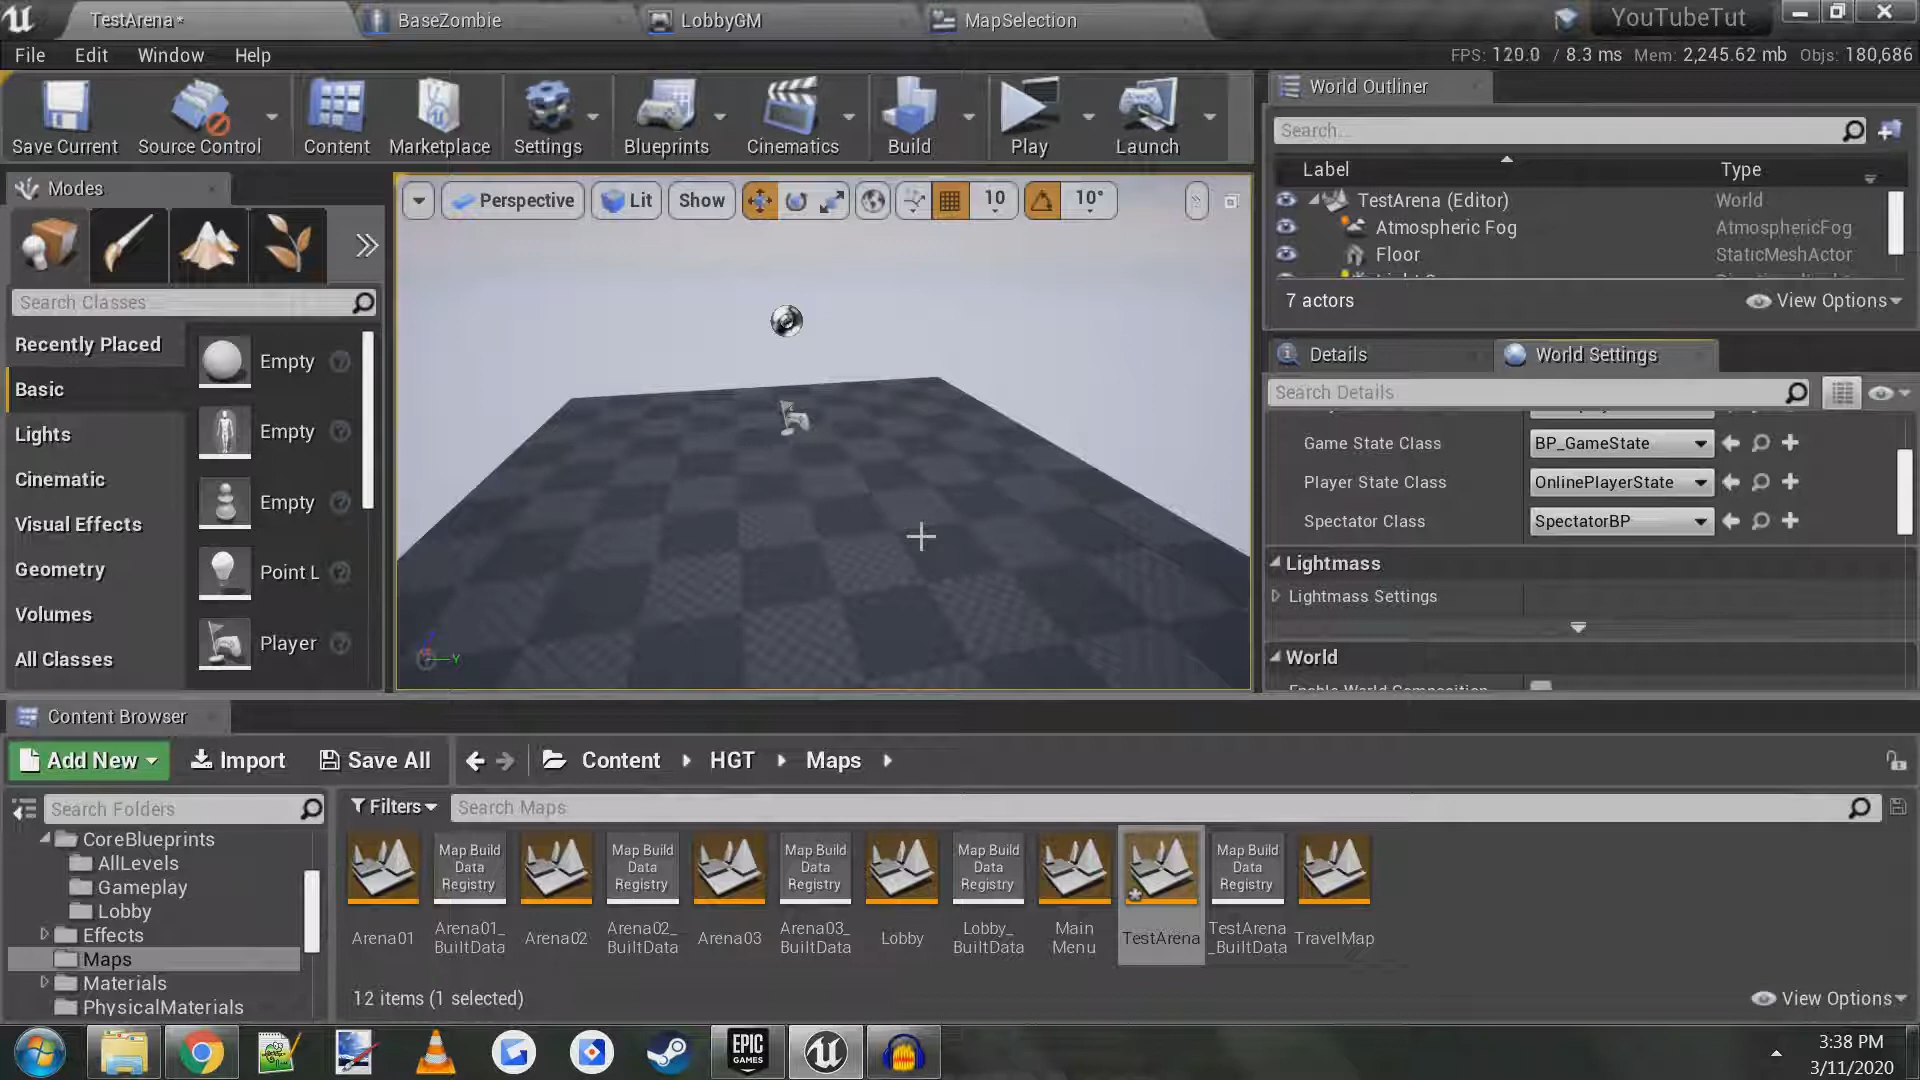 TestArena*
BaseZombie
LobbyGM
MapSelection
YouTubeTut
File Edit Window Help
FPS: 120.0 / 8.3 ms Mem: 2,245.62 mb Objs: 180,686
Save Current
Source Control
Content
Marketplace
Settings
Blueprints
Cinematics
Build
Play
Launch
World Outliner
Search...
Label
Type
TestArena (Editor) World
Atmospheric Fog AtmosphericFog
Floor StaticMeshActor
7 actors
View Options
Modes
Search Classes
Recently Placed
Basic
Lights
Cinematic
Visual Effects
Geometry
Volumes
All Classes
Empty
Empty
Empty
Point L
Player
Perspective
Lit
Show
10
10°
Y
Details
World Settings
Search Details
Game State Class BP_GameState
Player State Class OnlinePlayerState
Spectator Class SpectatorBP
Lightmass
Lightmass Settings
World
Enable World Composition
Content Browser
Add New
Import
Save All
Content
HGT
Maps
Search Folders
Filters
Search Maps
CoreBlueprints
AllLevels
Gameplay
Lobby
Effects
Maps
Materials
PhysicalMaterials
Map Build
Data
Registry
Map Build
Data
Registry
Map Build
Data
Registry
Map Build
Data
Registry
Map Build
Data
Registry
Arena01
Arena01_
BuiltData
Arena02
Arena02_
BuiltData
Arena03
Arena03_
BuiltData
Lobby
Lobby_
BuiltData
Main
Menu
TestArena
TestArena
_BuiltData
TravelMap
12 items (1 selected)
View Options
EPIC
GAMES
3:38 PM
3/11/2020